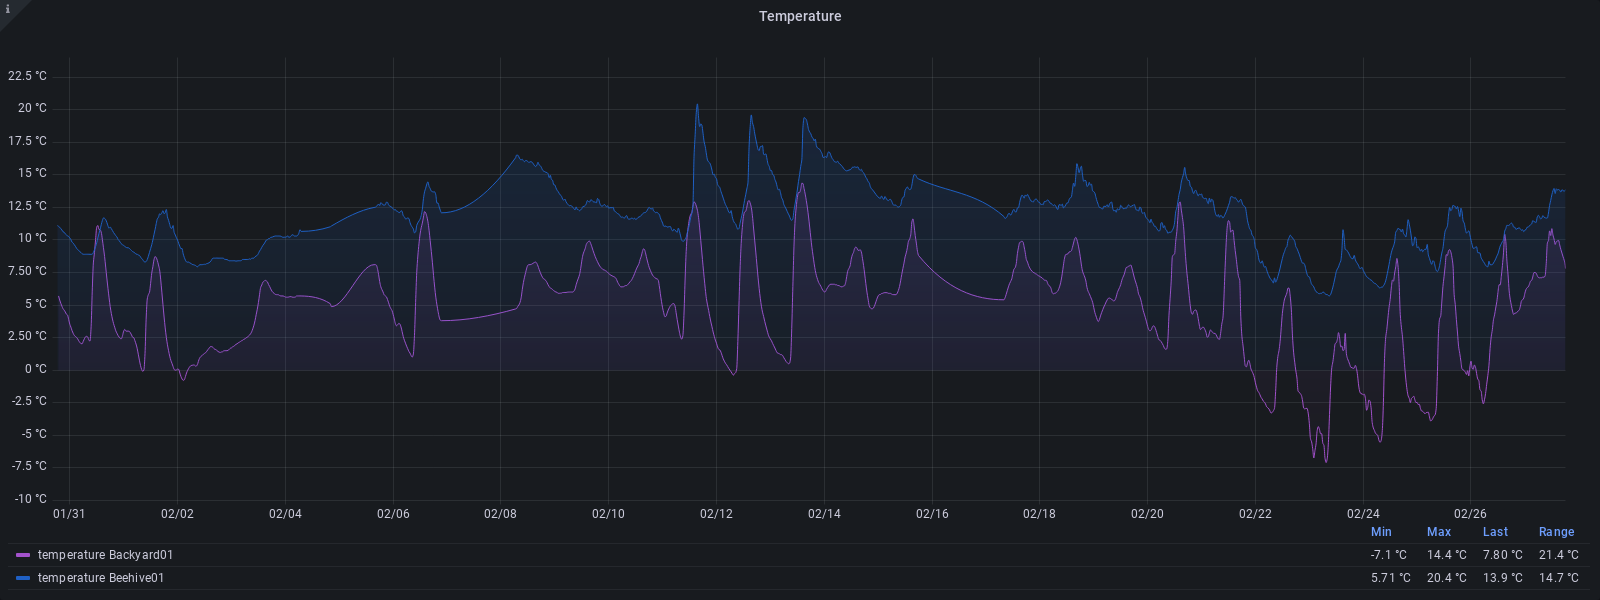 i
Temperature
22.5 °C
20 °C
17.5 °C
15 °C
12.5 °C
10 °C
7.50 °C
5 °C
2.50 °C
0 °C
-2.5 °C
-5 °C
-7.5 °C
-10 °C
01/31 02/02 02/04 02/06 02/08 02/10 02/12 02/14 02/16 02/18 02/20 02/22 02/24 02/26
Min Max Last Range
temperature Backyard01 -7.1 °C 14.4 °C 7.80 °C 21.4 °C
temperature Beehive01 5.71 °C 20.4 °C 13.9 °C 14.7 °C